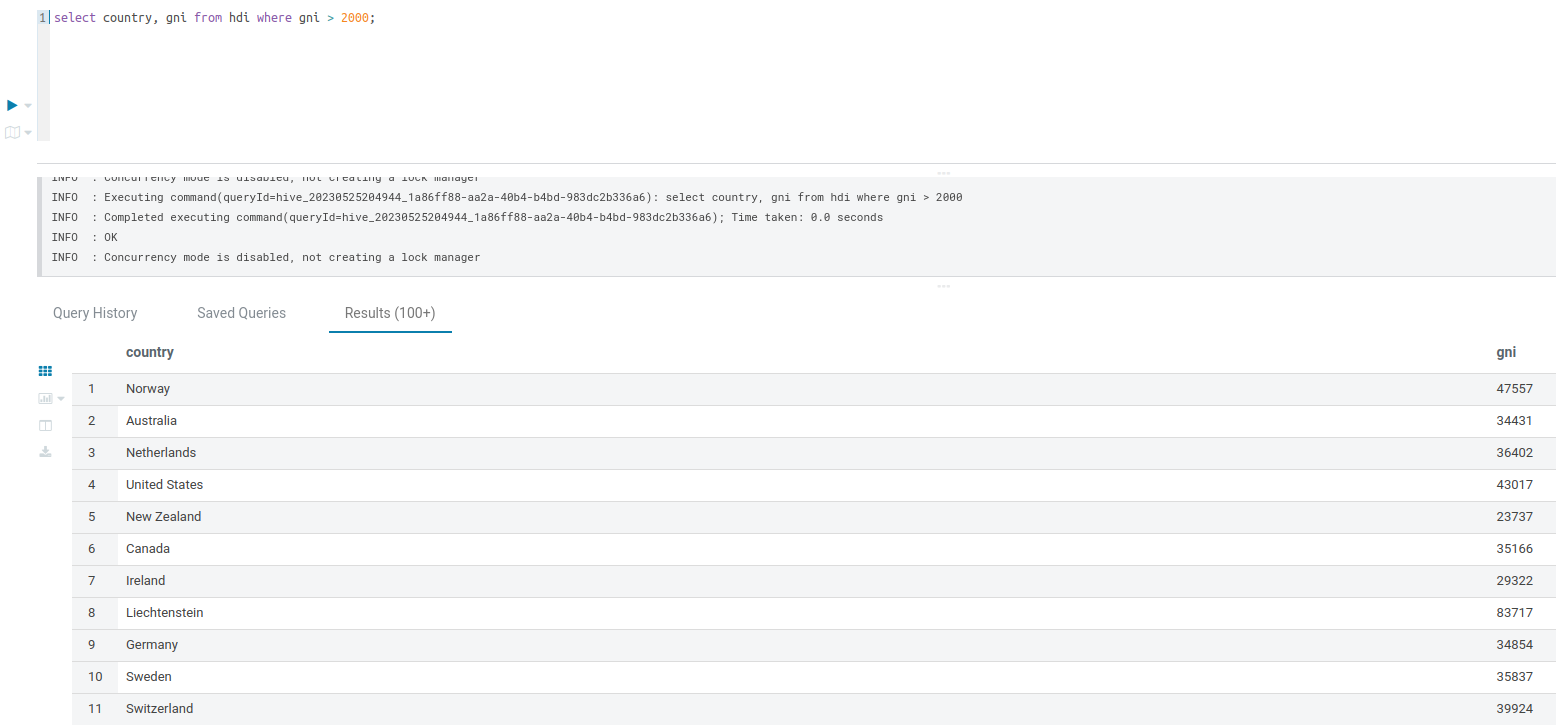 1 select country, gni from hdi where gni > 2000;
INFO : Concurrency mode is disabled, not creating a lock manager
INFO : Executing command(queryId=hive_20230525204944_1a86ff88-aa2a-40b4-b4bd-983dc2b336a6): select country, gni from hdi where gni > 2000
INFO : Completed executing command(queryId=hive_20230525204944_1a86ff88-aa2a-40b4-b4bd-983dc2b336a6); Time taken: 0.0 seconds
INFO : OK
INFO : Concurrency mode is disabled, not creating a lock manager
Query History Saved Queries Results (100+)
country gni
1 Norway 47557
2 Australia 34431
3 Netherlands 36402
4 United States 43017
5 New Zealand 23737
6 Canada 35166
7 Ireland 29322
8 Liechtenstein 83717
9 Germany 34854
10 Sweden 35837
11 Switzerland 39924